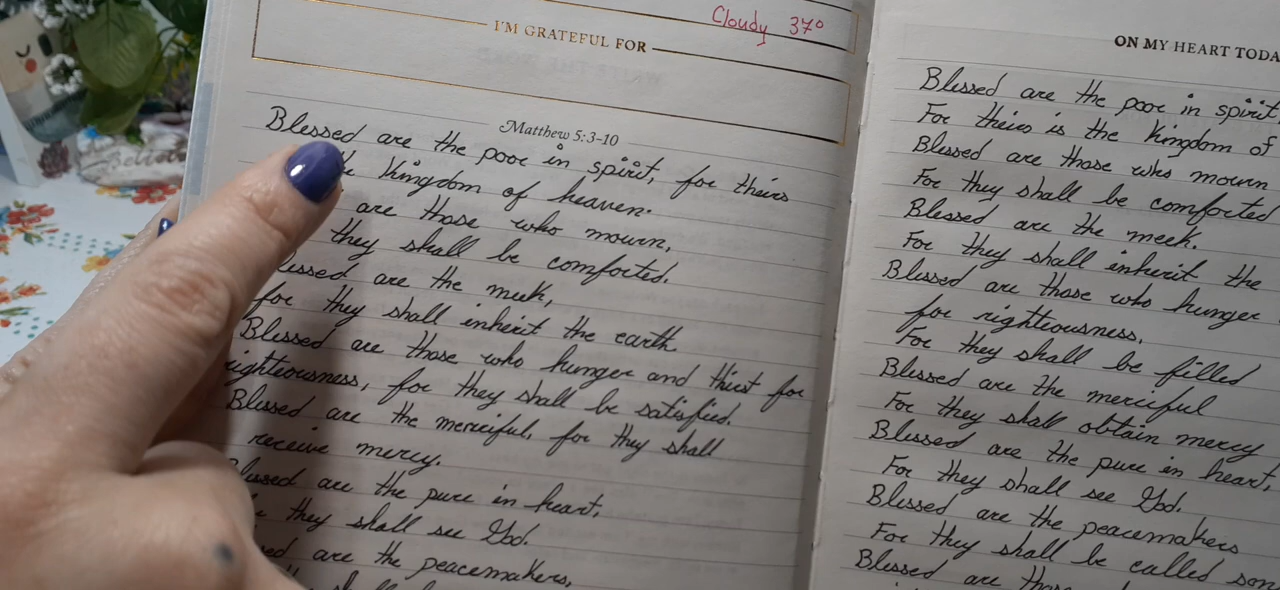 Cloudy 37°
I'M GRATEFUL FOR
Matthew 5:3-10
Blessed are the poor in spirit, for theirs
kingdom of heaven.
are those who mourn,
they shall be comforted.
lessed are the meek,
for they shall inherit the earth
Blessed are those who hunger and thirst for
righteousness, for they shall be satisfied.
Blessed are the merciful, for they shall
receive mercy.
Blessed are the pure in heart,
they shall see God.
sed are the peacemakers,
ON MY HEART TODA
Blessed are the poor in spirit,
For theirs is the kingdom of
Blessed are those who mourn
For they shall be comforted
Blessed are the meek.
For they shall inherit the
Blessed are those who hunger
for righteousness,
For they shall be filled
Blessed are the merciful
For they shall obtain mercy
Blessed are the pure in heart,
For they shall see God.
Blessed are the peacemakers
For they shall be called son
Blessed are those